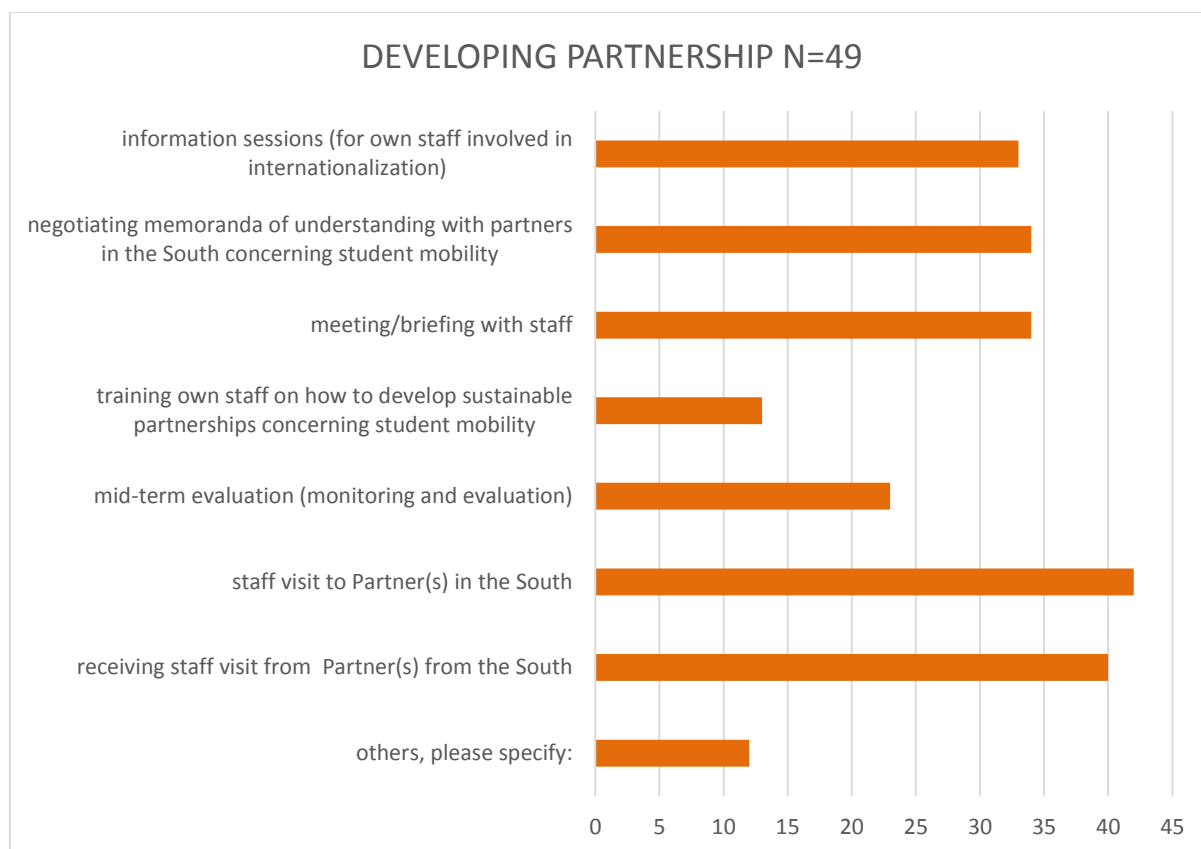 DEVELOPING PARTNERSHIP N=49
information sessions (for own staff involved in
internationalization)
negotiating memoranda of understanding with partners
in the South concerning student mobility
meeting/briefing with staff
training own staff on how to develop sustainable
partnerships concerning student mobility
mid-term evaluation (monitoring and evaluation)
staff visit to Partner(s) in the South
receiving staff visit from  Partner(s) from the South
others, please specify:
0 5 10 15 20 25 30 35 40 45